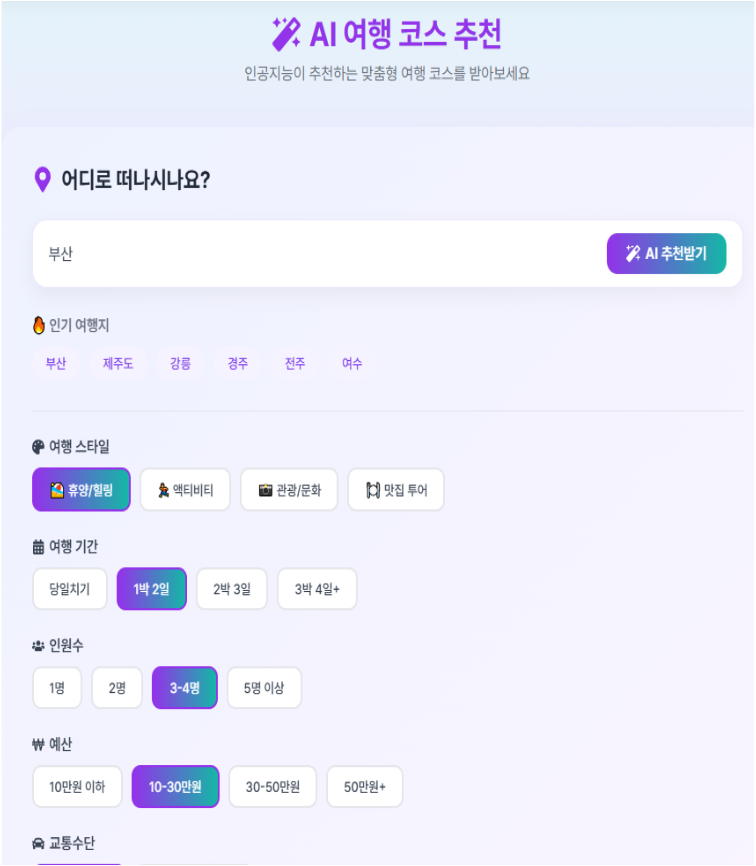 AI 여행 코스 추천
인공지능이 추천하는 맞춤형 여행 코스를 받아보세요
어디로 떠나시나요?
부산 AI 추천받기
인기 여행지
부산 제주도 강릉 경주 전주 여수
여행 스타일
휴양/힐링 액티비티 관광/문화 맛집 투어
여행 기간
당일치기 1박 2일 2박 3일 3박 4일+
인원수
1명 2명 3-4명 5명 이상
₩ 예산
10만원 이하 10-30만원 30-50만원 50만원+
교통수단